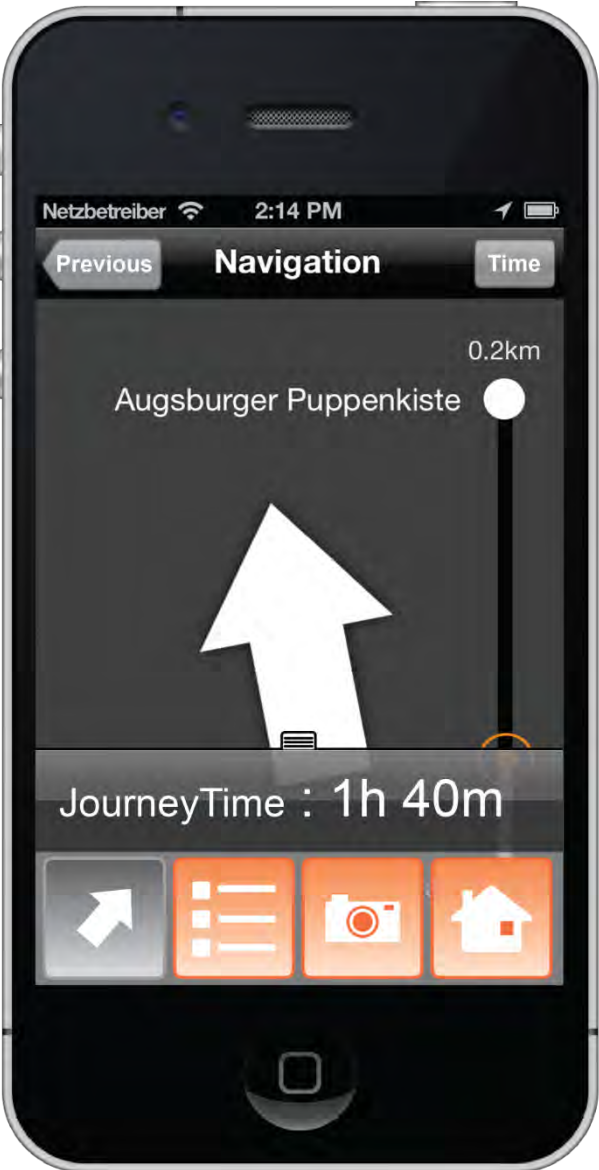 Netzbetreiber 2:14 PM
Previous Navigation Time
0.2km
Augsburger Puppenkiste
JourneyTime : 1h 40m